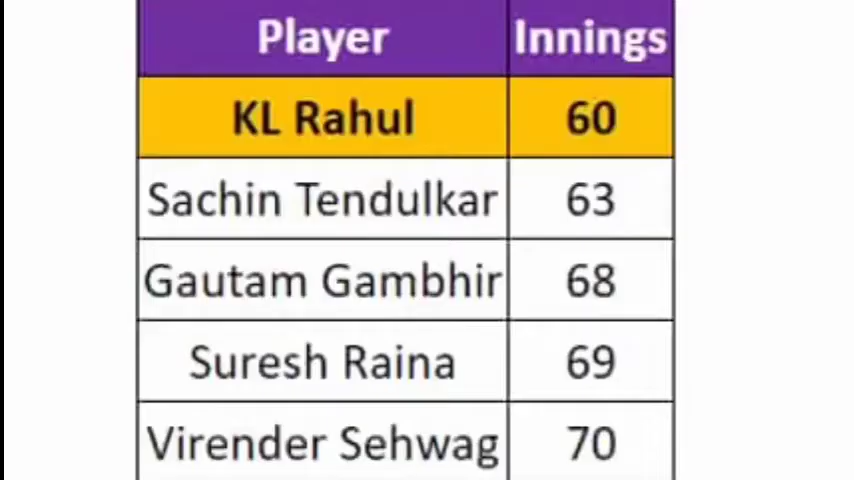 Player Innings
KL Rahul 60
Sachin Tendulkar 63
Gautam Gambhir 68
Suresh Raina 69
Virender Sehwag 70